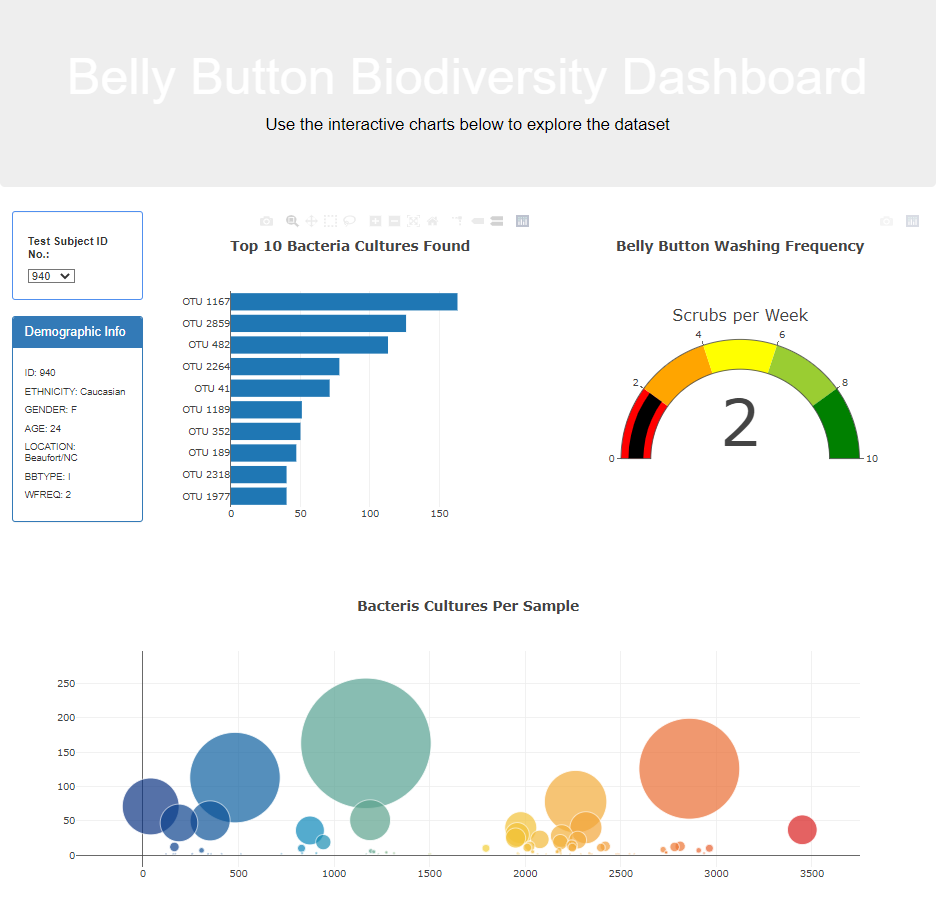 Belly Button Biodiversity Dashboard
Use the interactive charts below to explore the dataset
Test Subject ID
No.:
940
Demographic Info
ID: 940
ETHNICITY: Caucasian
GENDER: F
AGE: 24
LOCATION:
Beaufort/NC
BBTYPE: I
WFREQ: 2
Top 10 Bacteria Cultures Found
OTU 1167
OTU 2859
OTU 482
OTU 2264
OTU 41
OTU 1189
OTU 352
OTU 189
OTU 2318
OTU 1977
0 50 100 150
Belly Button Washing Frequency
Scrubs per Week
4 6
2 8
2
0 10
Bacteris Cultures Per Sample
250
200
150
100
50
0
0 500 1000 1500 2000 2500 3000 3500